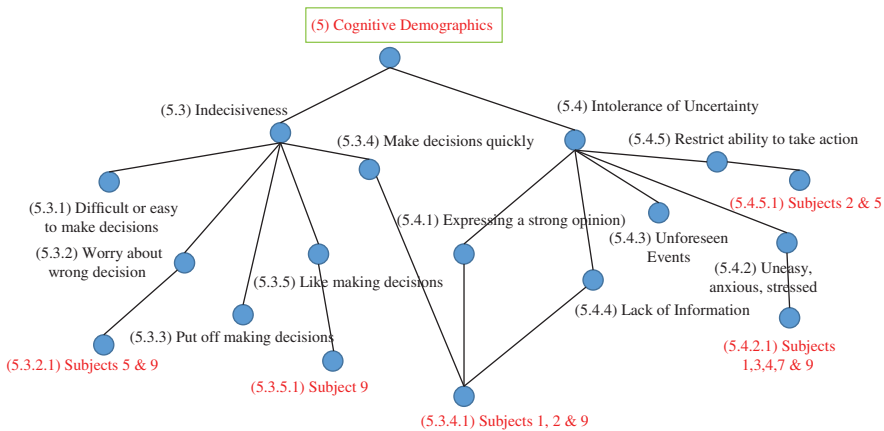 (5) Cognitive Demographics
(5.3) Indecisiveness
(5.4) Intolerance of Uncertainty
(5.3.4) Make decisions quickly
(5.4.5) Restrict ability to take action
(5.3.1) Difficult or easy
to make decisions
(5.4.5.1) Subjects 2 & 5
(5.4.1) Expressing a strong opinion)
(5.3.2) Worry about
wrong decision
(5.4.3) Unforeseen
Events
(5.3.5) Like making decisions
(5.4.2) Uneasy,
anxious, stressed
(5.4.4) Lack of Information
(5.3.3) Put off making decisions
(5.3.2.1) Subjects 5 & 9
(5.3.5.1) Subject 9
(5.4.2.1) Subjects
1,3,4,7 & 9
(5.3.4.1) Subjects 1, 2 & 9